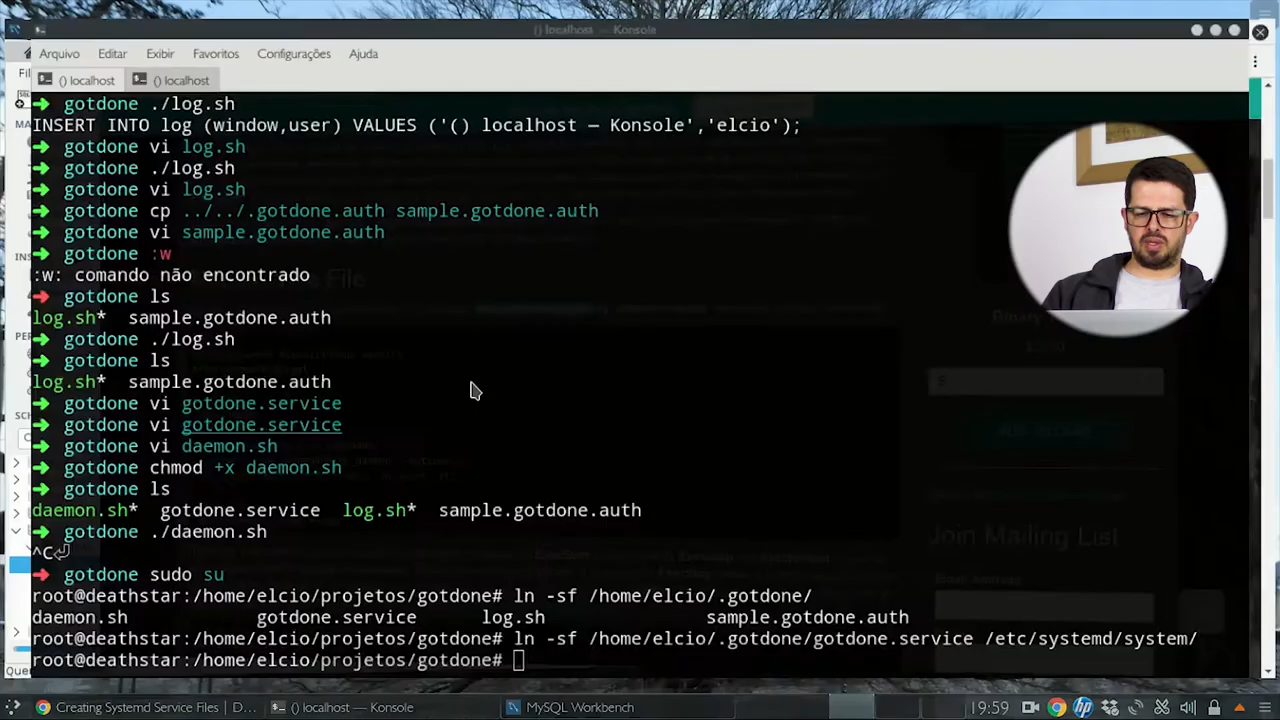 () localhost — Konsole
Arquivo Editar Exibir Favoritos Configurações Ajuda
() localhost () localhost
➜ gotdone ./log.sh
INSERT INTO log (window,user) VALUES ('() localhost — Konsole','elcio');
➜ gotdone vi log.sh
➜ gotdone ./log.sh
➜ gotdone vi log.sh
➜ gotdone cp ../../.gotdone.auth sample.gotdone.auth
➜ gotdone vi sample.gotdone.auth
➜ gotdone :w
:w: comando não encontrado
➜ gotdone ls
log.sh* sample.gotdone.auth
➜ gotdone ./log.sh
➜ gotdone ls
log.sh* sample.gotdone.auth
➜ gotdone vi gotdone.service
➜ gotdone vi gotdone.service
➜ gotdone vi daemon.sh
➜ gotdone chmod +x daemon.sh
➜ gotdone ls
daemon.sh* gotdone.service log.sh* sample.gotdone.auth
➜ gotdone ./daemon.sh
^C⏎
➜ gotdone sudo su
root@deathstar:/home/elcio/projetos/gotdone# ln -sf /home/elcio/.gotdone/
daemon.sh gotdone.service log.sh sample.gotdone.auth
root@deathstar:/home/elcio/projetos/gotdone# ln -sf /home/elcio/.gotdone/gotdone.service /etc/systemd/system/
root@deathstar:/home/elcio/projetos/gotdone#
Join Mailing List
Email Address
Creating Systemd Service Files | D... () localhost — Konsole MySQL Workbench 19:59